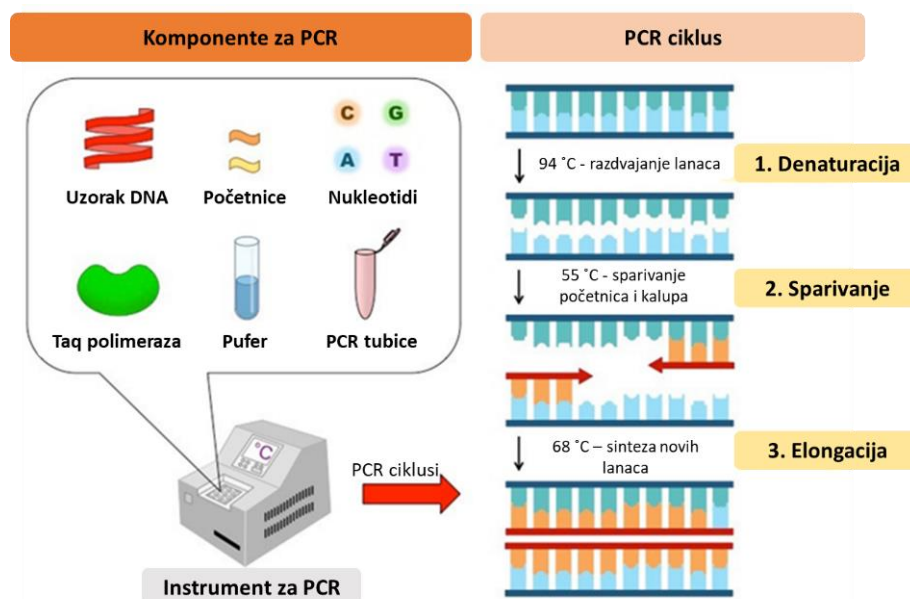 Komponente za PCR
C G
A T
Uzorak DNA Početnice Nukleotidi
Taq polimeraza Pufer PCR tubice
°C
Instrument za PCR
PCR ciklusi
PCR ciklus
94 ˚C - razdvajanje lanaca
1. Denaturacija
55 ˚C - sparivanje
početnica i kalupa
2. Sparivanje
68 ˚C – sinteza novih
lanaca
3. Elongacija